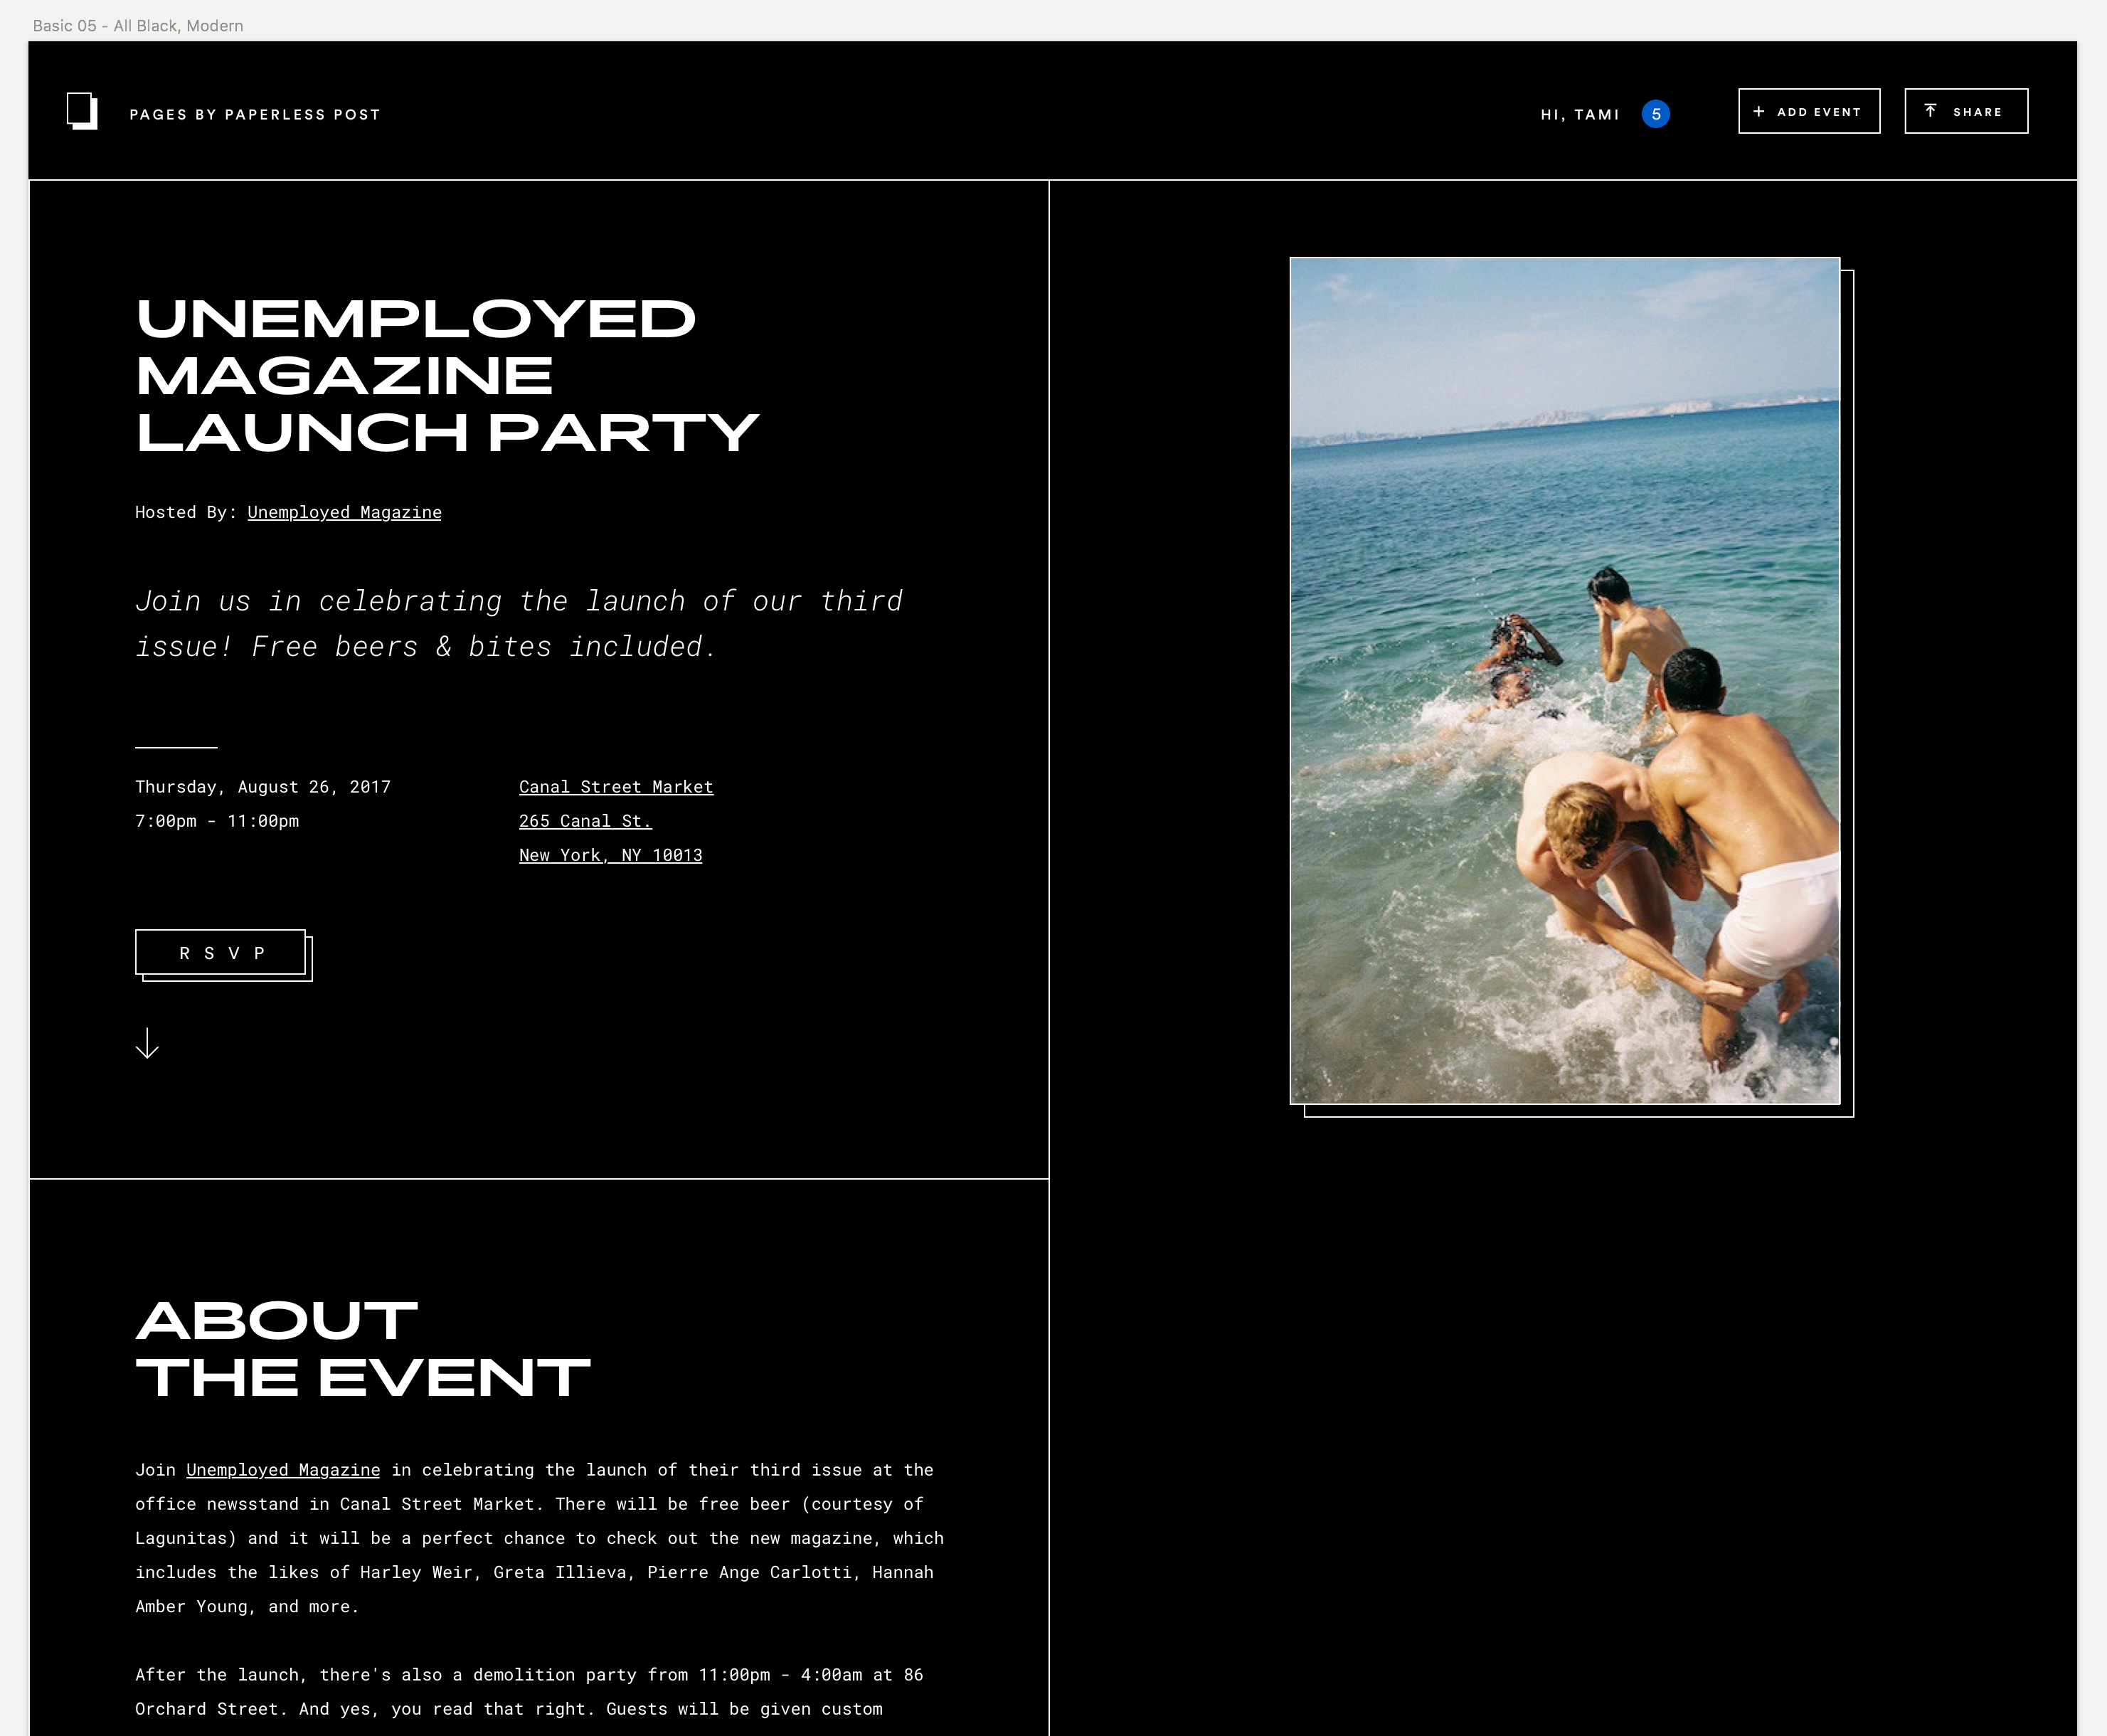 Basic 05 - All Black, Modern
PAGES BY PAPERLESS POST
HI, TAMI
5
+ ADD EVENT
SHARE
UNEMPLOYED
MAGAZINE
LAUNCH PARTY
Hosted By: Unemployed Magazine
Join us in celebrating the launch of our third
issue! Free beers & bites included.
Thursday, August 26, 2017
7:00pm - 11:00pm
Canal Street Market
265 Canal St.
New York, NY 10013
RSVP
ABOUT
THE EVENT
Join Unemployed Magazine in celebrating the launch of their third issue at the
office newsstand in Canal Street Market. There will be free beer (courtesy of
Lagunitas) and it will be a perfect chance to check out the new magazine, which
includes the likes of Harley Weir, Greta Illieva, Pierre Ange Carlotti, Hannah
Amber Young, and more.
After the launch, there's also a demolition party from 11:00pm - 4:00am at 86
Orchard Street. And yes, you read that right. Guests will be given custom